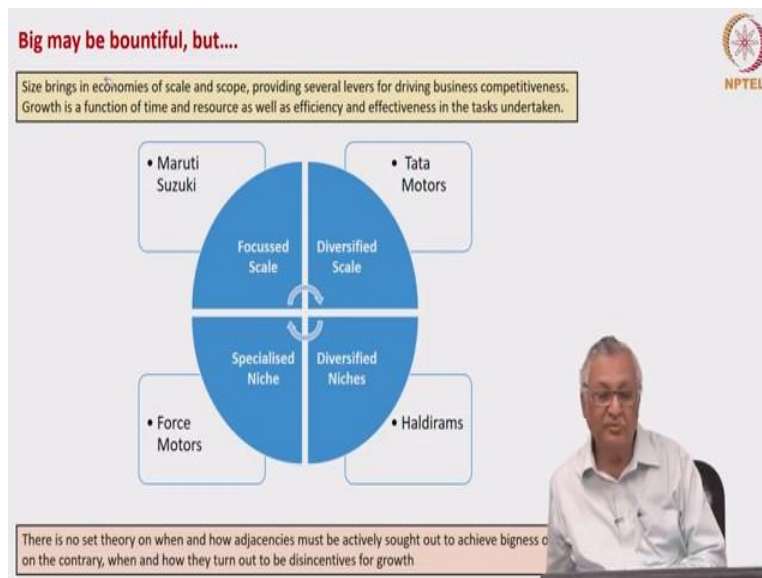 Big may be bountiful, but....
NPTEL
Size brings in economies of scale and scope, providing several levers for driving business competitiveness.
Growth is a function of time and resource as well as efficiency and effectiveness in the tasks undertaken.
• Maruti
Suzuki
• Tata
Motors
Focussed
Scale
Diversified
Scale
Specialised
Niche
Diversified
Niches
• Force
Motors
• Haldirams
There is no set theory on when and how adjacencies must be actively sought out to achieve bigness
on the contrary, when and how they turn out to be disincentives for growth